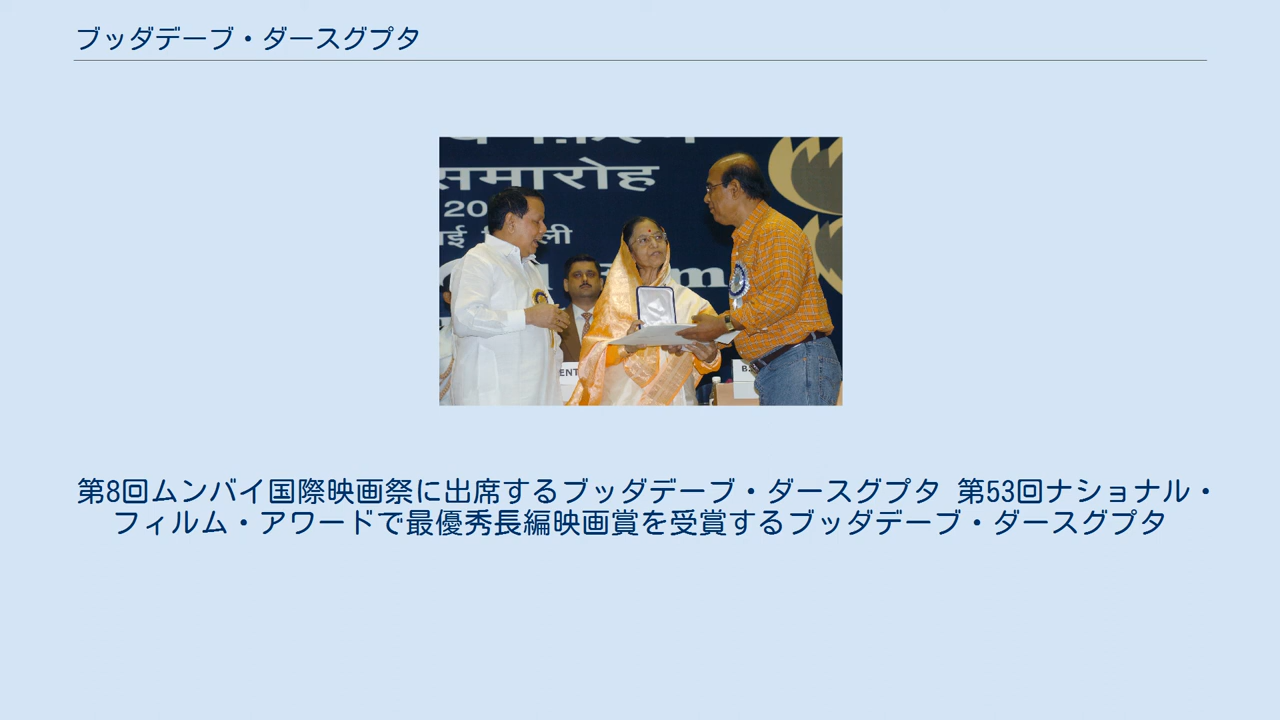 ブッダデーブ・ダースグプタ
समारोह
20
ENT
B.
第8回ムンバイ国際映画祭に出席するブッダデーブ・ダースグプタ 第53回ナショナル・
フィルム・アワードで最優秀長編映画賞を受賞するブッダデーブ・ダースグプタ